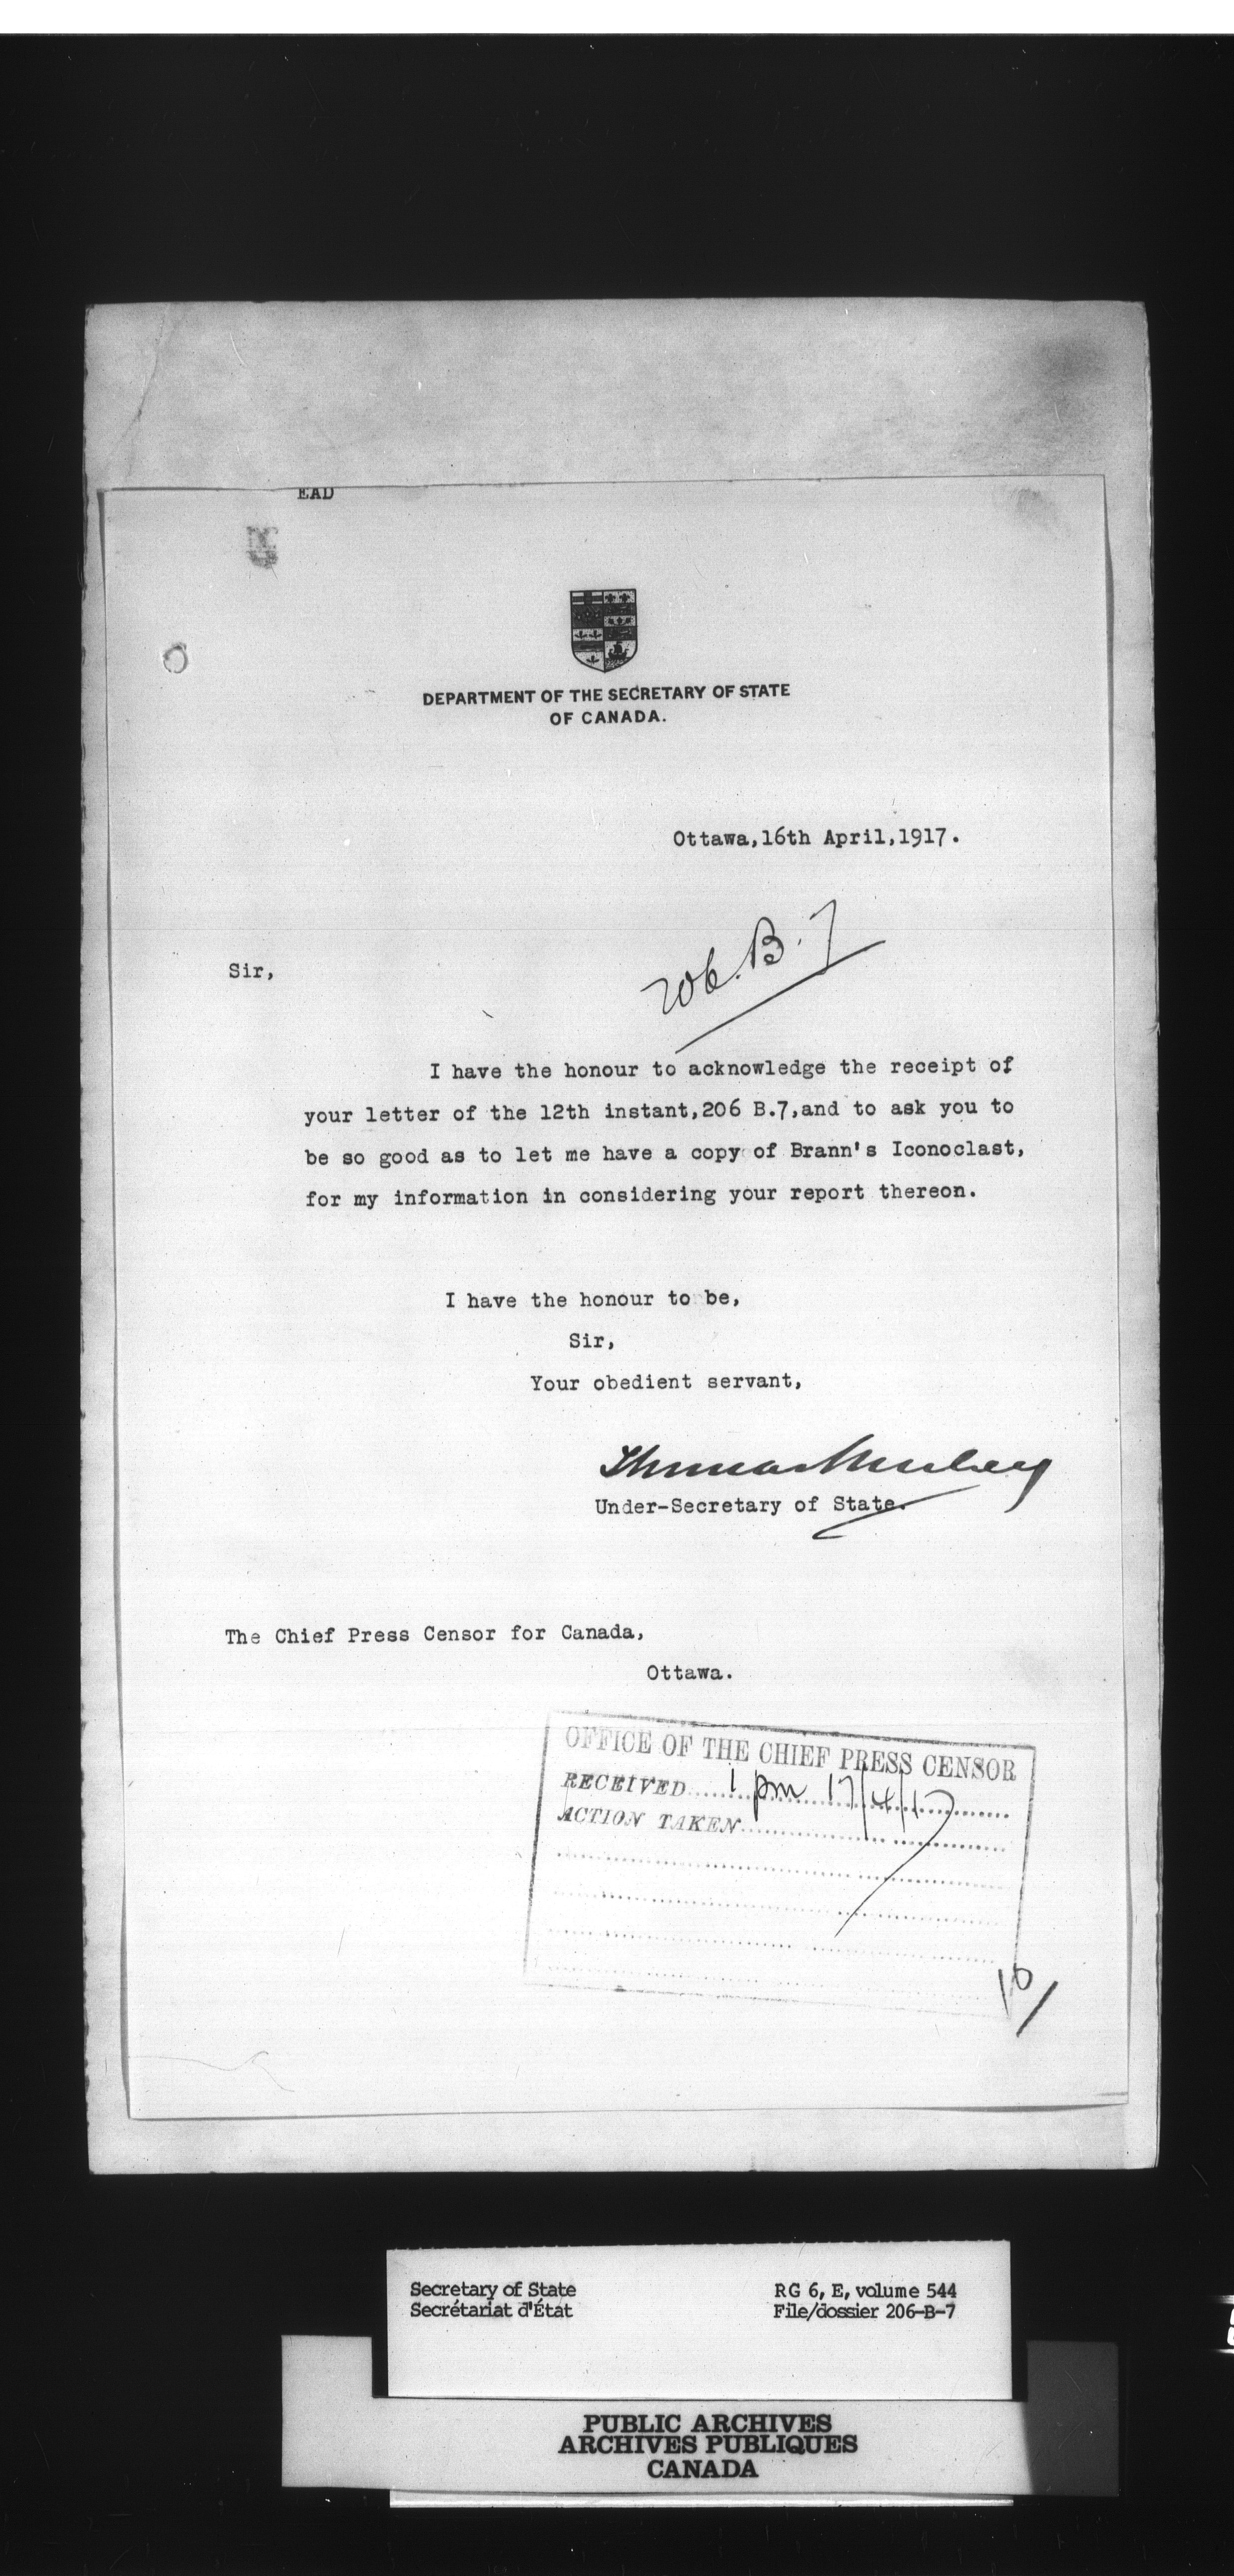 EAD
DEPARTMENT OF THE SECRETARY OF STATE
OF CANADA.
Ottawa,16th April,1917.
206.B.7
Sir,
I have the honour to acknowledge the receipt of
your letter of the 12th instant,206 B.7,and to ask you to
be so good as to let me have a copy of Brann's Iconoclast,
for my information in considering your report thereon.
I have the honour to be,
Sir,
Your obedient servant,
Thomas Mulvey
Under-Secretary of State.
The Chief Press Censor for Canada,
Ottawa.
OFFICE OF THE CHIEF PRESS CENSOR
RECEIVED 1 pm 17/4/17
ACTION TAKEN
10/
Secretary of State
Secrétariat d'État
RG 6, E, volume 544
File/dossier 206-B-7
PUBLIC ARCHIVES
ARCHIVES PUBLIQUES
CANADA